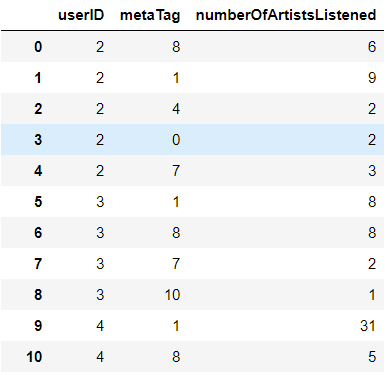 userID metaTag numberOfArtistsListened
0 2 8 6
1 2 1 9
2 2 4 2
3 2 0 2
4 2 7 3
5 3 1 8
6 3 8 8
7 3 7 2
8 3 10 1
9 4 1 31
10 4 8 5